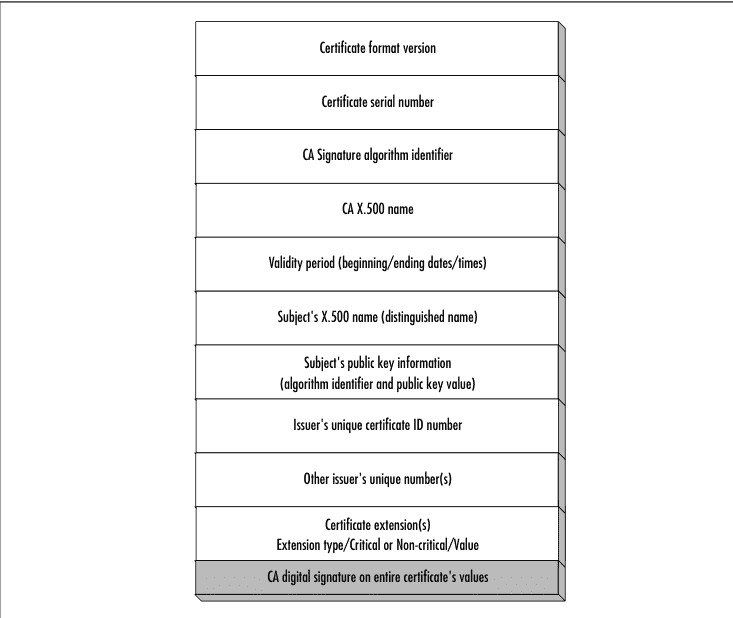 Certificate format version
Certificate serial number
CA Signature algorithm identifier
CA X.500 name
Validity period (beginning/ending dates/times)
Subject's X.500 name (distinguished name)
Subject's public key information
(algorithm identifier and public key value)
Issuer's unique certificate ID number
Other issuer's unique number(s)
Certificate extension(s)
Extension type/Critical or Non-critical/Value
CA digital signature on entire certificate's values